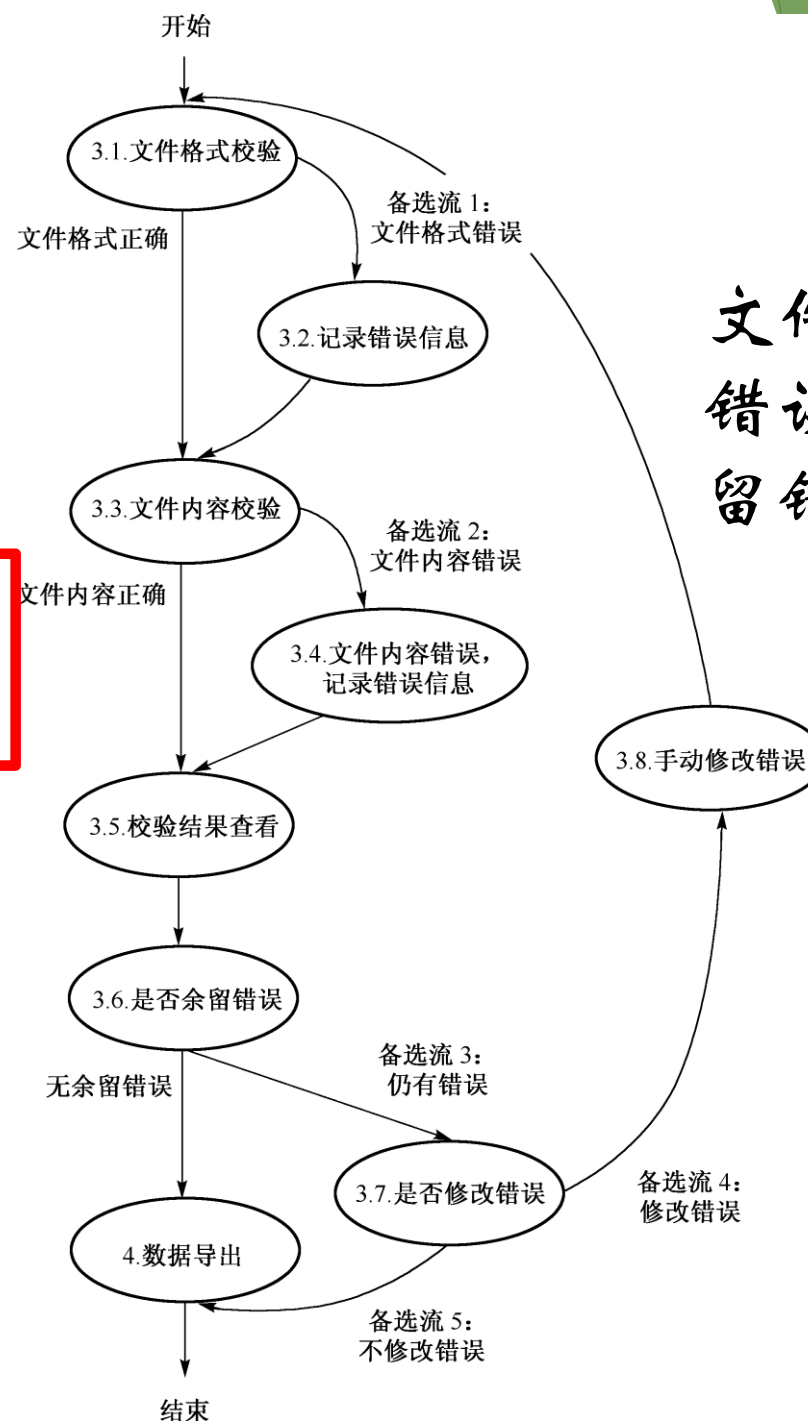 开始
3.1.文件格式校验
备选流 1：
文件格式错误
文件格式正确
3.2.记录错误信息
文件
留错
3.3.文件内容校验
备选流 2：
文件内容错误
文件内容正确
3.4.文件内容错误，
记录错误信息
3.8.手动修改错误
3.5.校验结果查看
3.6.是否余留错误
备选流 3：
仍有错误
无余留错误
3.7.是否修改错误
备选流 4：
修改错误
4.数据导出
备选流 5：
不修改错误
结束